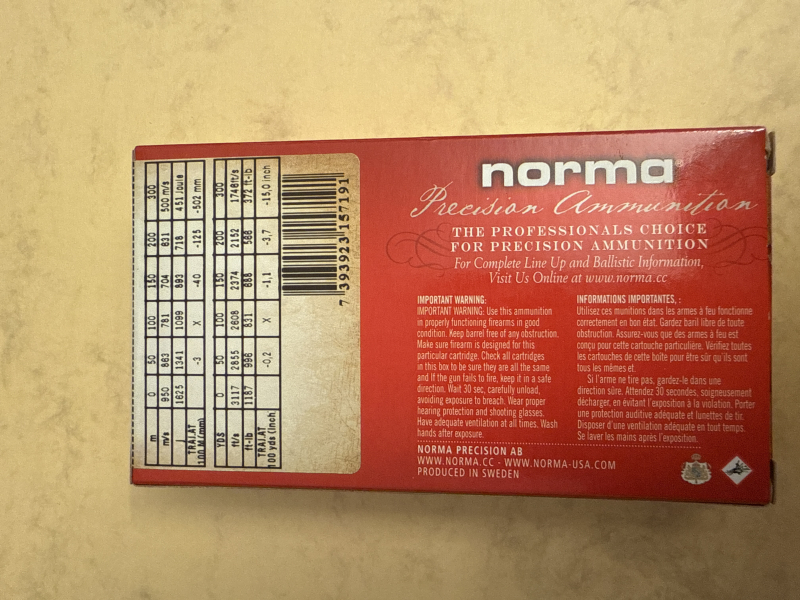 norma
Precision Ammunition
THE PROFESSIONALS CHOICE
FOR PRECISION AMMUNITION
For Complete Line Up and Ballistic Information,
Visit Us Online at www.norma.cc
IMPORTANT WARNING:
IMPORTANT WARNING: Use this ammunition
in properly functioning firearms in good
condition. Keep barrel free of any obstruction.
Make sure firearm is designed for this
particular cartridge. Check all cartridges
in this box to be sure they are all the same
and If the gun fails to fire, keep it in a safe
direction. Wait 30 sec, carefully unload,
avoiding exposure to breach. Wear proper
hearing protection and shooting glasses.
Have adequate ventilation at all times. Wash
hands after exposure.
INFORMATIONS IMPORTANTES, :
Utilisez ces munitions dans les armes à feu fonctionne
correctement en bon état. Gardez baril libre de toute
obstruction. Assurez-vous que des armes à feu est
conçu pour cette cartouche particulière. Vérifiez toutes
les cartouches de cette boîte pour être sûr qu'ils sont
tous les mêmes et.
Si l'arme ne tire pas, gardez-le dans une
direction sûre. Attendez 30 secondes, soigneusement
décharger, en évitant l'exposition à la violation. Porter
une protection auditive adéquate et lunettes de tir.
Disposer d'une ventilation adéquate en tout temps.
Se laver les mains après l'exposition.
NORMA PRECISION AB
WWW.NORMA.CC - WWW.NORMA-USA.COM
PRODUCED IN SWEDEN
m 0 50 100 150 200 300
m/s 950 863 781 704 631 500 m/s
J 1625 1341 1099 893 718 451 Joule
TRAJ.AT -3 X -40 -125 -502 mm
100 M (mm)
YDS 0 50 100 150 200 300
ft/s 3117 2855 2608 2374 2152 1748 ft/s
ft-lb 1187 996 831 688 566 372 ft-lb
TRAJ.AT -0,2 X -1,1 -3,7 -15,0 inch
100 yds (inch)
7 393923 157191